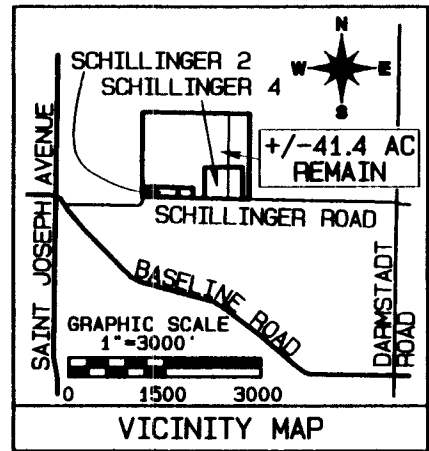 N
SCHILLINGER 2
SCHILLINGER 4
W E
S
+/-41.4 AC
REMAIN
SAINT JOSEPH AVENUE
SCHILLINGER ROAD
BASELINE ROAD
DARMSTADT
ROAD
GRAPHIC SCALE
1"=3000'
0 1500 3000
VICINITY MAP